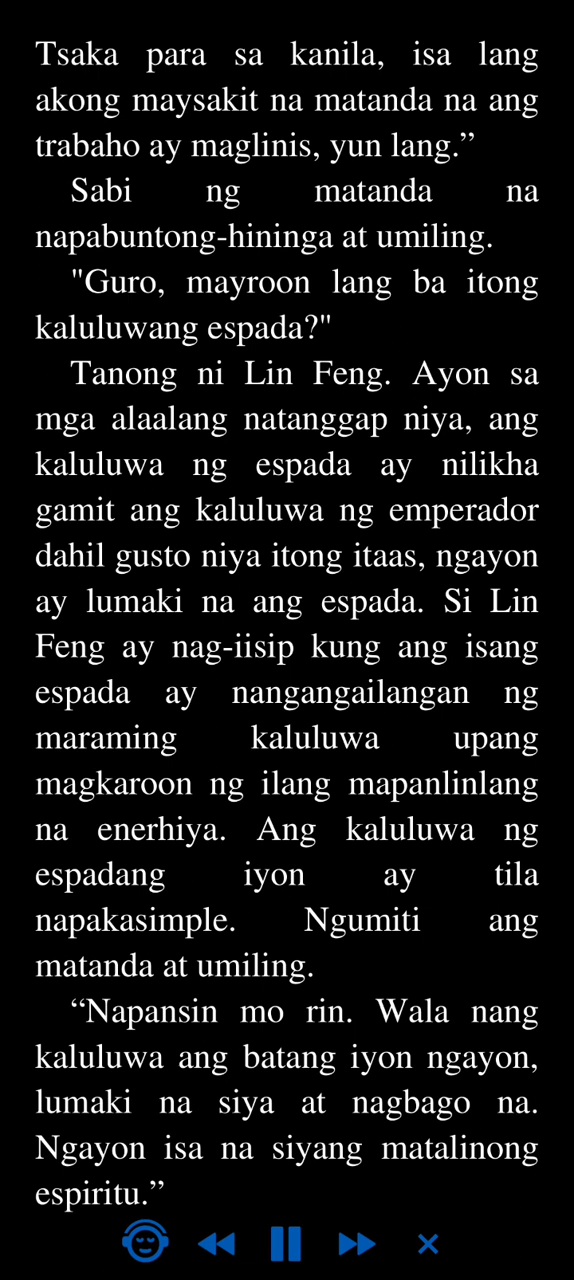 Tsaka para sa kanila, isa lang
akong maysakit na matanda na ang
trabaho ay maglinis, yun lang.”
Sabi ng matanda na
napabuntong-hininga at umiling.
"Guro, mayroon lang ba itong
kaluluwang espada?"
Tanong ni Lin Feng. Ayon sa
mga alaalang natanggap niya, ang
kaluluwa ng espada ay nilikha
gamit ang kaluluwa ng emperador
dahil gusto niya itong itaas, ngayon
ay lumaki na ang espada. Si Lin
Feng ay nag-iisip kung ang isang
espada ay nangangailangan ng
maraming kaluluwa upang
magkaroon ng ilang mapanlinlang
na enerhiya. Ang kaluluwa ng
espadang iyon ay tila
napakasimple. Ngumiti ang
matanda at umiling.
“Napansin mo rin. Wala nang
kaluluwa ang batang iyon ngayon,
lumaki na siya at nagbago na.
Ngayon isa na siyang matalinong
espiritu.”